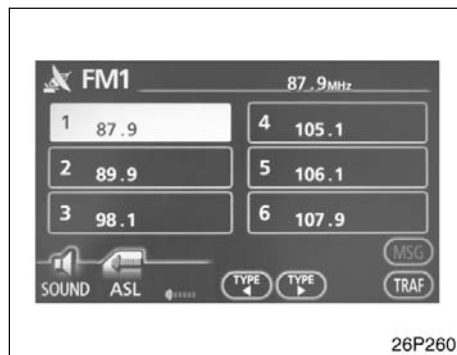 FM1 87.9MHz
1 87.9
2 89.9
3 98.1
4 105.1
5 106.1
6 107.9
MSG
SOUND ASL TYPE TYPE TRAF
26P260